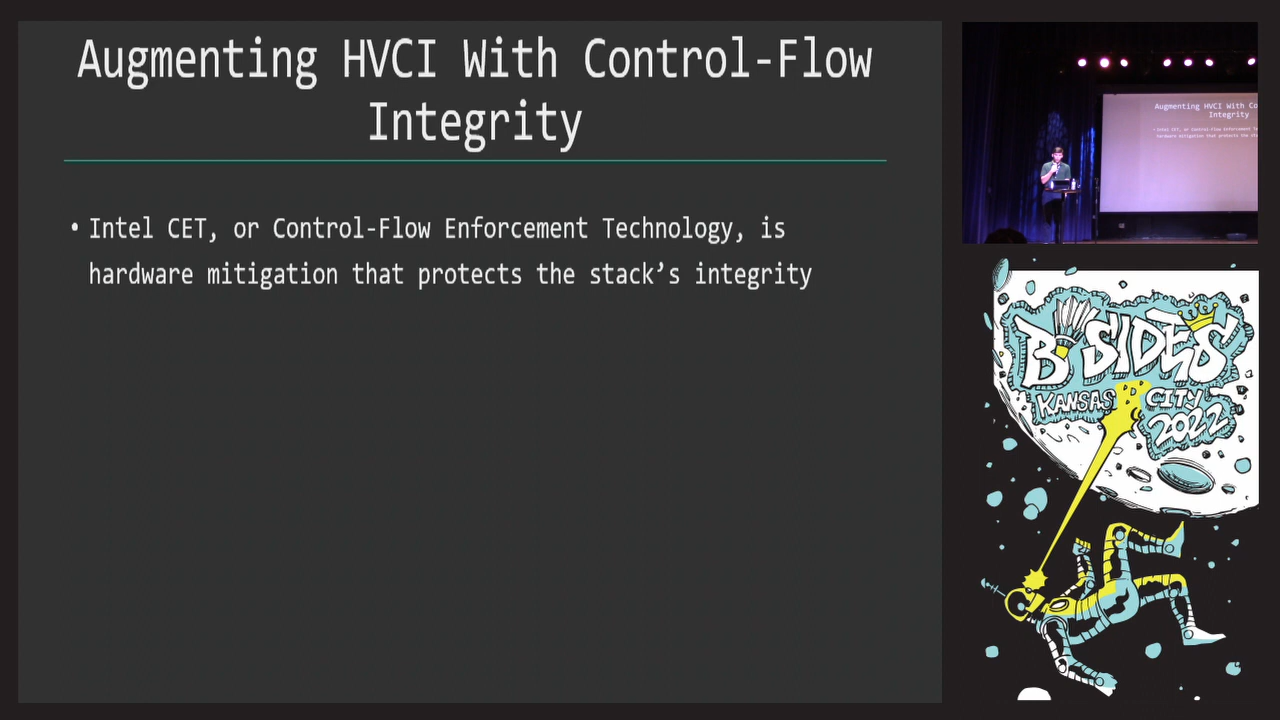 Augmenting HVCI With Control-Flow
Integrity
• Intel CET, or Control-Flow Enforcement Technology, is
hardware mitigation that protects the stack's integrity
Augmenting HVCI With Co
Integrity
BSIDES
KANSAS CITY
2022